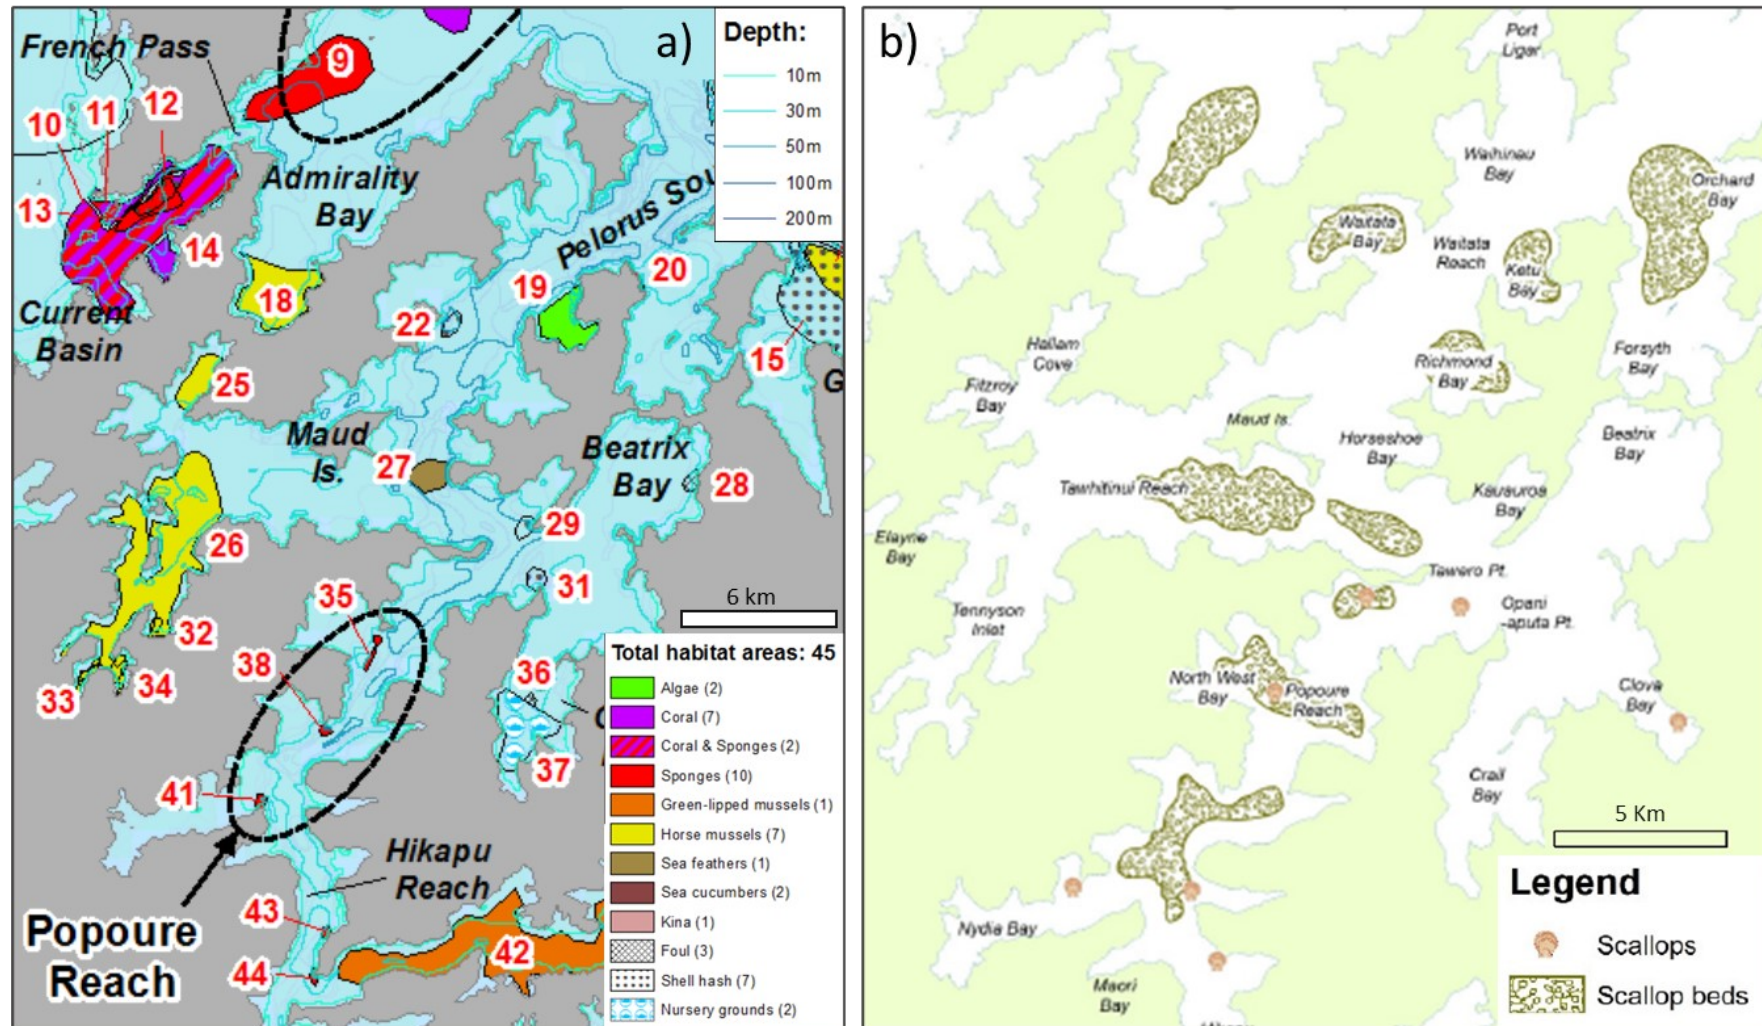 a)
French Pass
9
10
11
12
13
14
Admirality
Bay
Current
Basin
18
Pelorus Sou
19
20
22
15
G
25
Maud
Is.
26
27
Beatrix
Bay
28
29
31
32
33
34
35
38
36
37
41
Hikapu
Reach
Popoure
Reach
43
44
42
6 km
Depth:
10m
30m
50m
100m
200m
Total habitat areas: 45
Algae (2)
Coral (7)
Coral & Sponges (2)
Sponges (10)
Green-lipped mussels (1)
Horse mussels (7)
Sea feathers (1)
Sea cucumbers (2)
Kina (1)
Foul (3)
Shell hash (7)
Nursery grounds (2)
b)
Port
Ligar
Waihinau
Bay
Orchard
Bay
Waitata
Bay
Waitata
Reach
Ketu
Bay
Hallam
Cove
Richmond
Bay
Forsyth
Bay
Fitzroy
Bay
Maud Is.
Horseshoe
Bay
Beatrix
Bay
Tawhitinui Reach
Kauauroa
Bay
Elayne
Bay
Tawero Pt.
Tennyson
Inlet
Opani
-aputa Pt.
North West
Bay
Popoure
Reach
Clova
Bay
Crail
Bay
5 Km
Nydia Bay
Maori
Bay
Legend
Scallops
Scallop beds